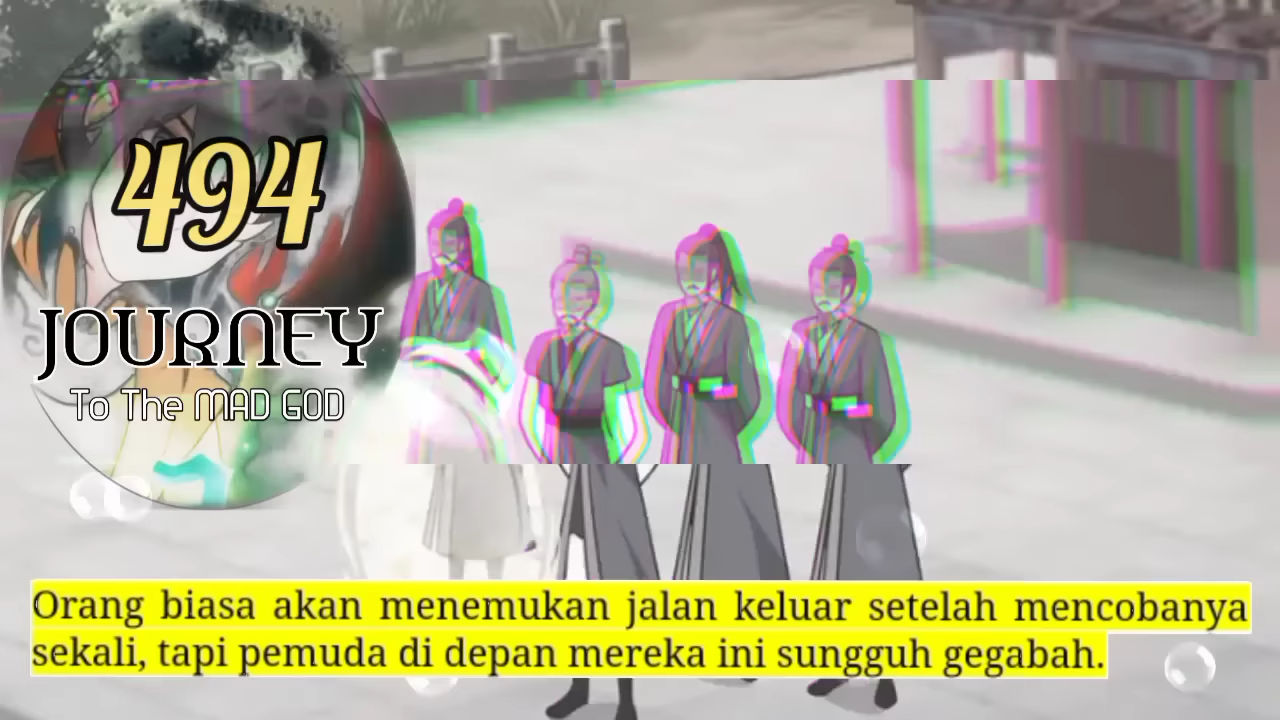 494
JOURNEY
To The MAD GOD
Orang biasa akan menemukan jalan keluar setelah mencobanya
sekali, tapi pemuda di depan mereka ini sungguh gegabah.